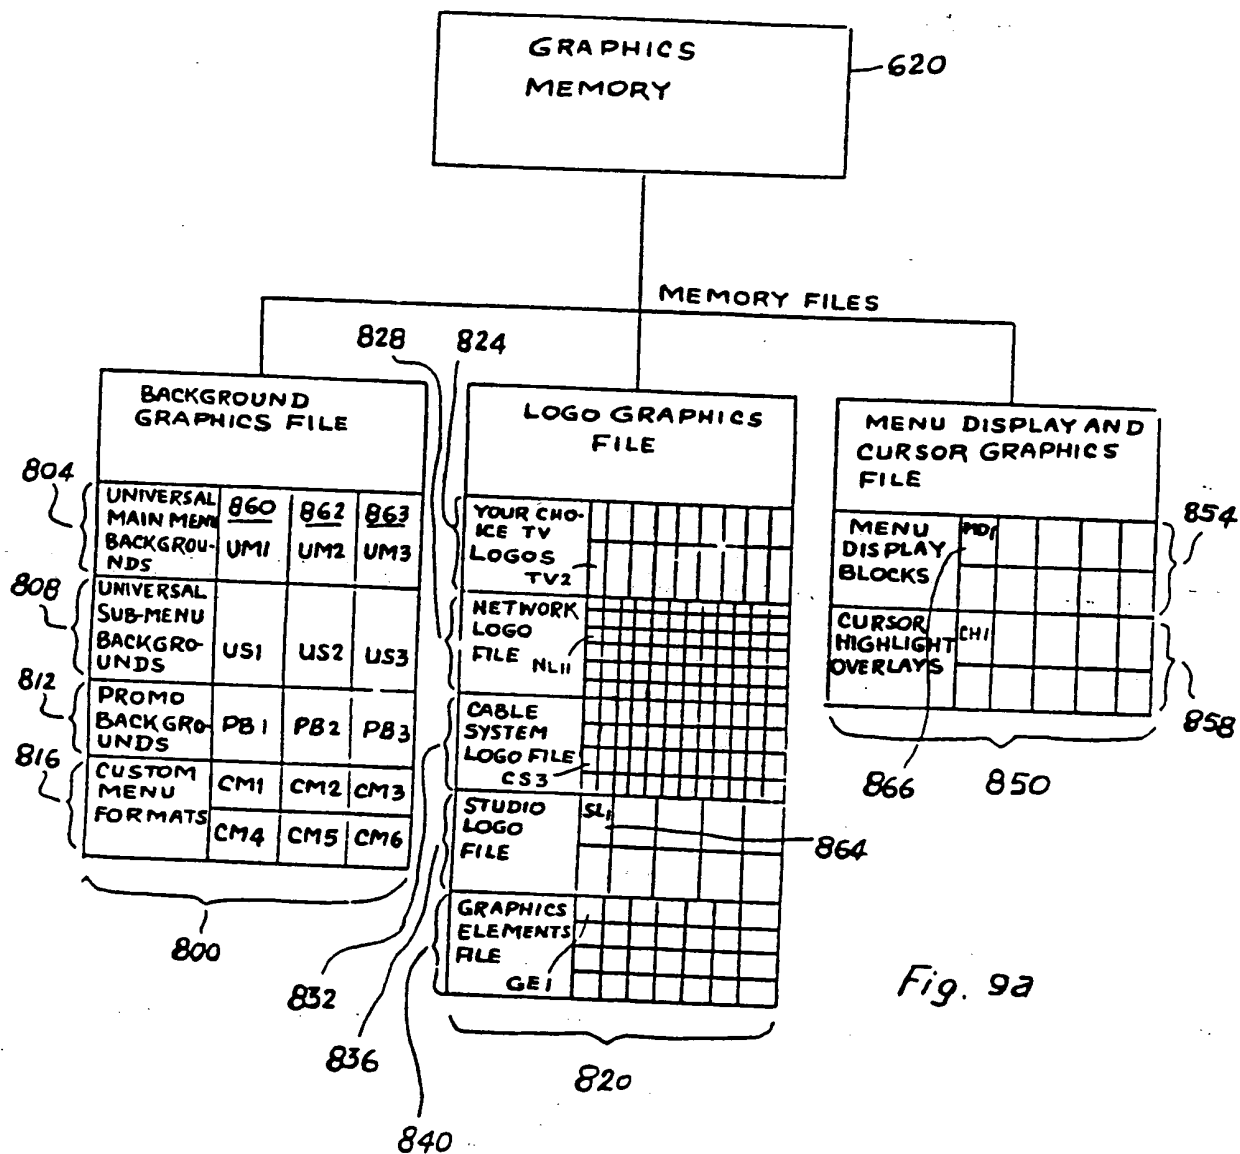 GRAPHICS
MEMORY
620
MEMORY FILES
828
824
BACKGROUND
GRAPHICS FILE
804
UNIVERSAL
MAIN MENU
BACKGROU-
NDS
860
862
863
UM1
UM2
UM3
808
UNIVERSAL
SUB-MENU
BACKGRO-
UNDS
US1
US2
US3
812
PROMO
BACKGRO-
UNDS
PB1
PB2
PB3
816
CUSTOM
MENU
FORMATS
CM1
CM2
CM3
CM4
CM5
CM6
800
LOGO GRAPHICS
FILE
YOUR CHO-
ICE TV
LOGOS
TV2
NETWORK
LOGO
FILE
NL11
CABLE
SYSTEM
LOGO FILE
CS3
STUDIO
LOGO
FILE
SL1
864
GRAPHICS
ELEMENTS
FILE
GE1
832
836
840
820
MENU DISPLAY AND
CURSOR GRAPHICS
FILE
MENU
DISPLAY
BLOCKS
MD1
854
CURSOR
HIGHLIGHT
OVERLAYS
CH1
858
866
850
Fig. 9a